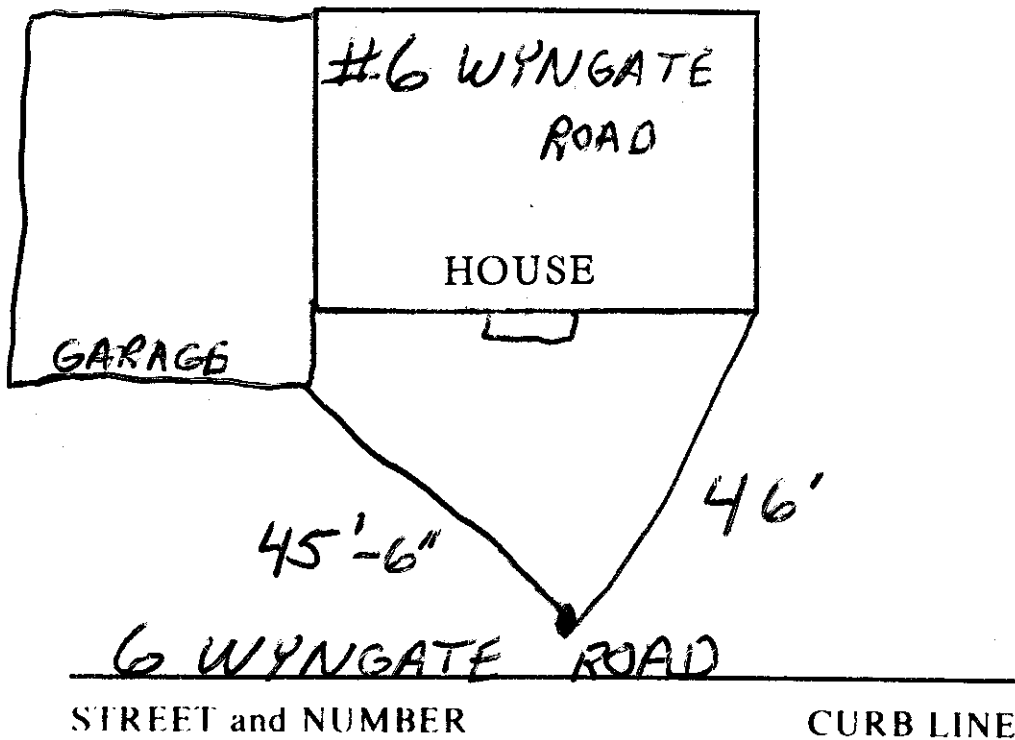 #6 WYNGATE
ROAD
HOUSE
GARAGE
46'
45'-6"
6 WYNGATE ROAD
STREET and NUMBER CURB LINE